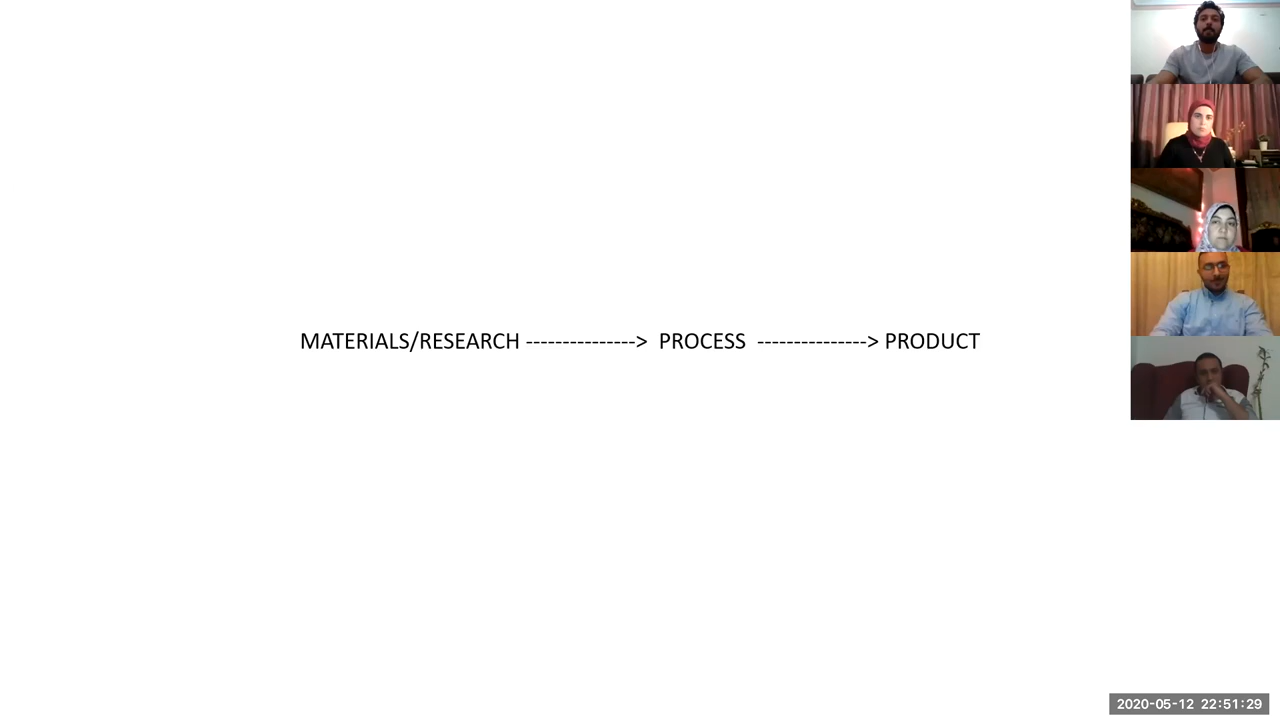 MATERIALS/RESEARCH ---------------> PROCESS ---------------> PRODUCT
2020-05-12 22:51:29